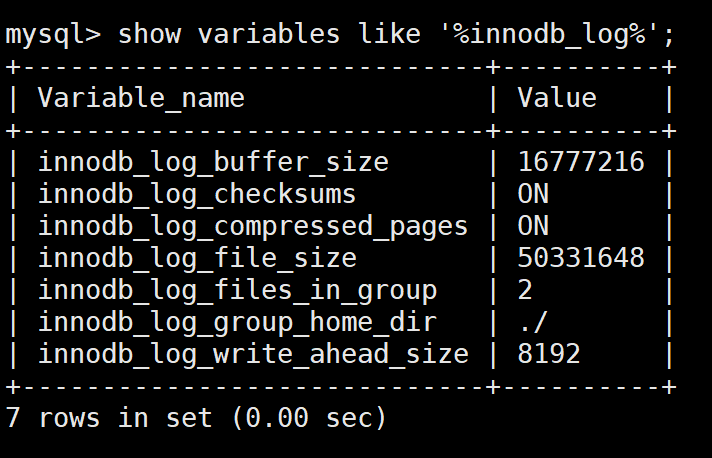 mysql> show variables like '%innodb_log%';
+-----------------------------+----------+
| Variable_name               | Value    |
+-----------------------------+----------+
| innodb_log_buffer_size      | 16777216 |
| innodb_log_checksums        | ON       |
| innodb_log_compressed_pages | ON       |
| innodb_log_file_size        | 50331648 |
| innodb_log_files_in_group   | 2        |
| innodb_log_group_home_dir   | ./       |
| innodb_log_write_ahead_size | 8192     |
+-----------------------------+----------+
7 rows in set (0.00 sec)